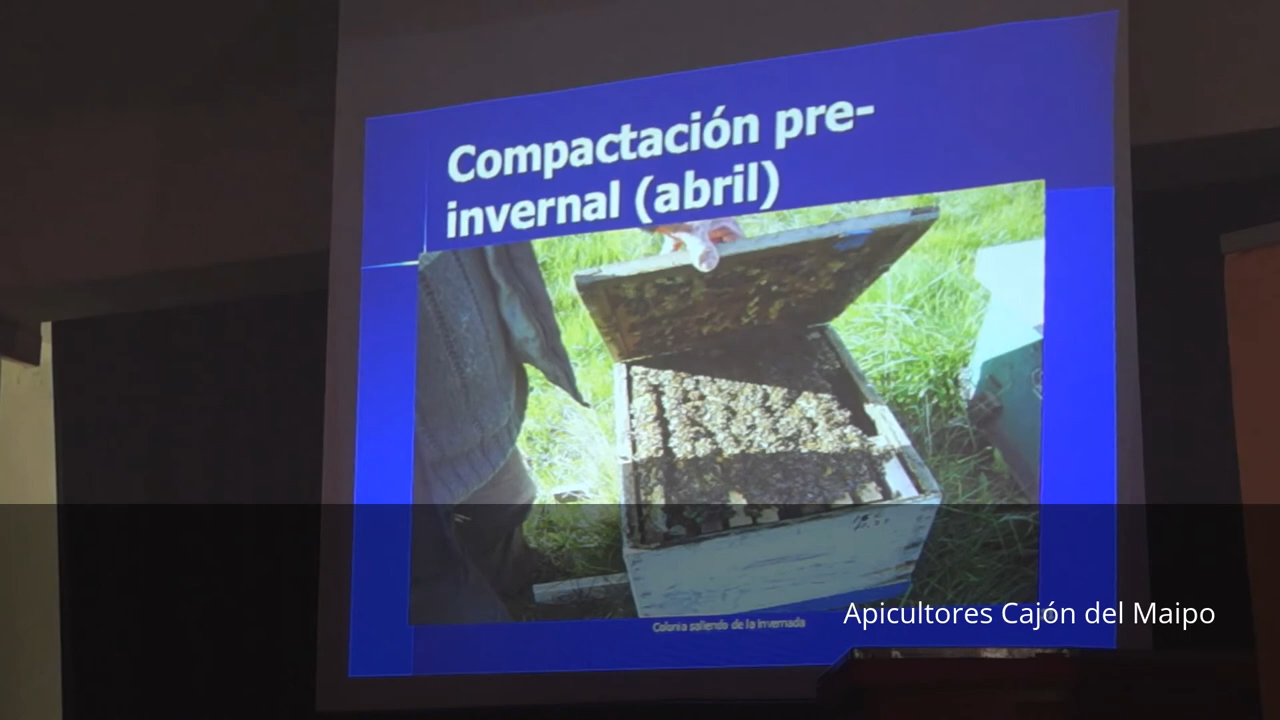 Compactación pre-
invernal (abril)
Colonia saliendo de la invernada
Apicultores Cajón del Maipo